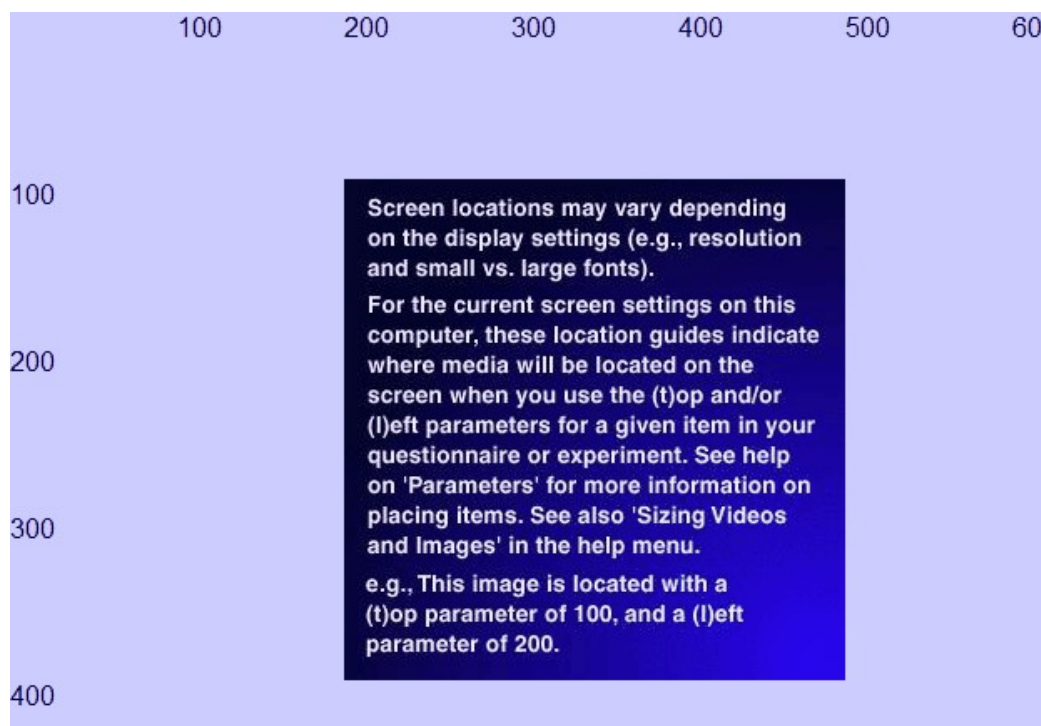 100 200 300 400 500 60
100
Screen locations may vary depending
on the display settings (e.g., resolution
and small vs. large fonts).
For the current screen settings on this
computer, these location guides indicate
200
where media will be located on the
screen when you use the (t)op and/or
(l)eft parameters for a given item in your
questionnaire or experiment. See help
on 'Parameters' for more information on
placing items. See also 'Sizing Videos
300
and Images' in the help menu.
e.g., This image is located with a
(t)op parameter of 100, and a (l)eft
parameter of 200.
400